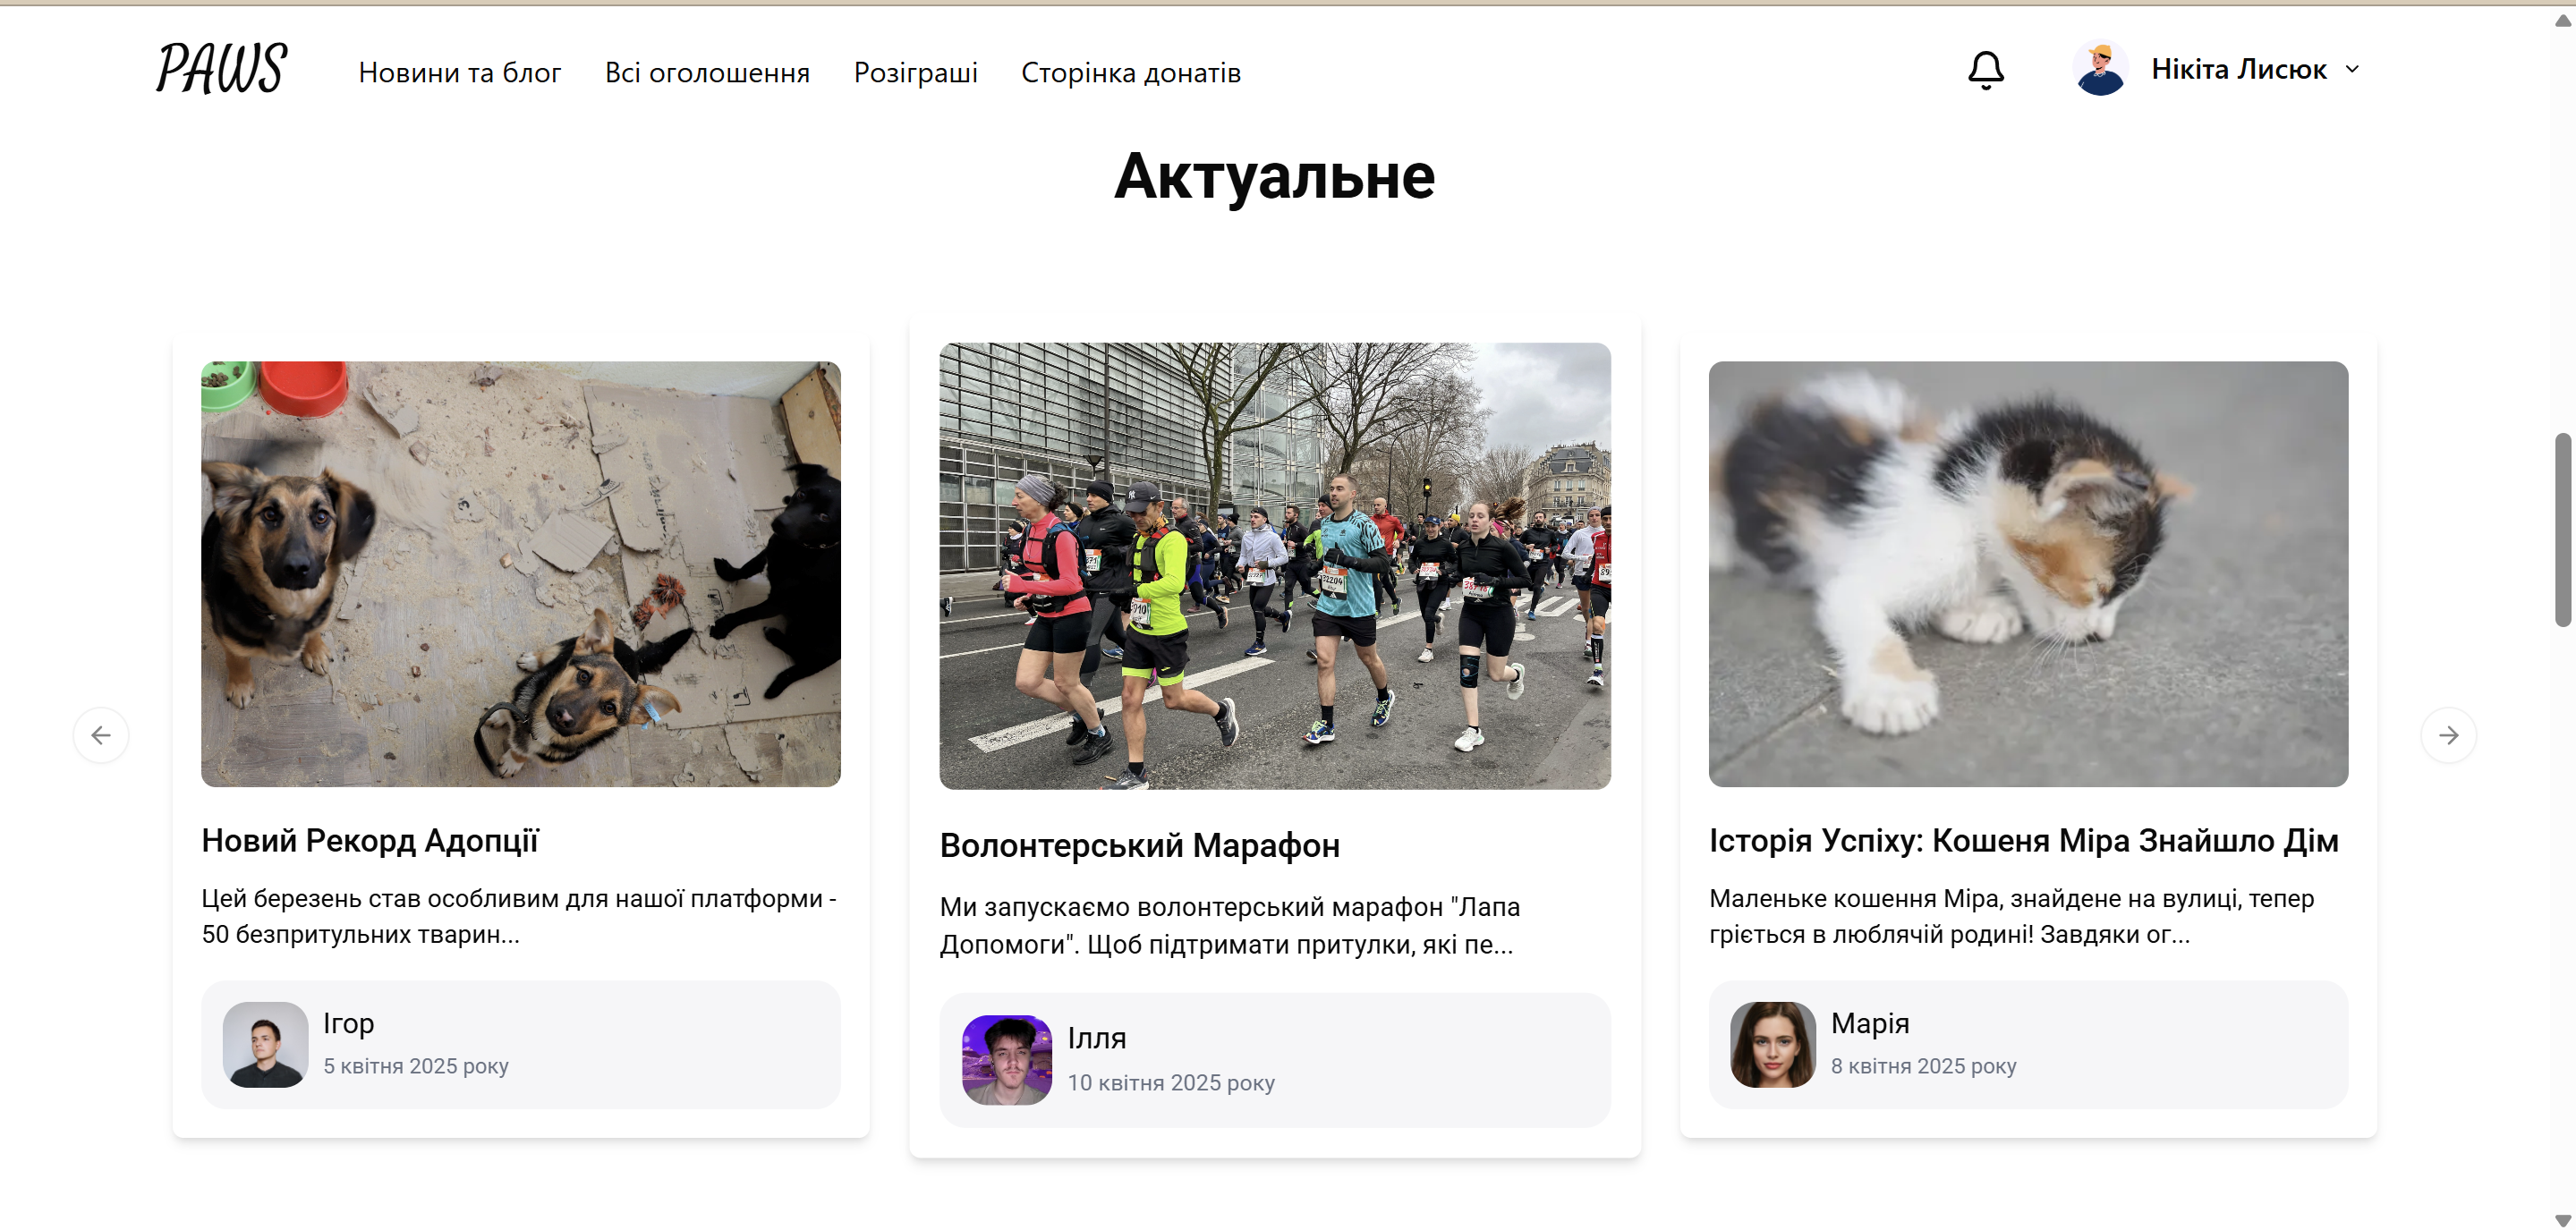 PAWS
Новини та блог
Всі оголошення
Розіграші
Сторінка донатів
Нікіта Лисюк
Актуальне
Новий Рекорд Адопції
Цей березень став особливим для нашої платформи -
50 безпритульних тварин...
Ігор
5 квітня 2025 року
Волонтерський Марафон
Ми запускаємо волонтерський марафон "Лапа
Допомоги". Щоб підтримати притулки, які пе...
Ілля
10 квітня 2025 року
Історія Успіху: Кошеня Міра Знайшло Дім
Маленьке кошення Міра, знайдене на вулиці, тепер
гріється в люблячій родині! Завдяки ог...
Марія
8 квітня 2025 року